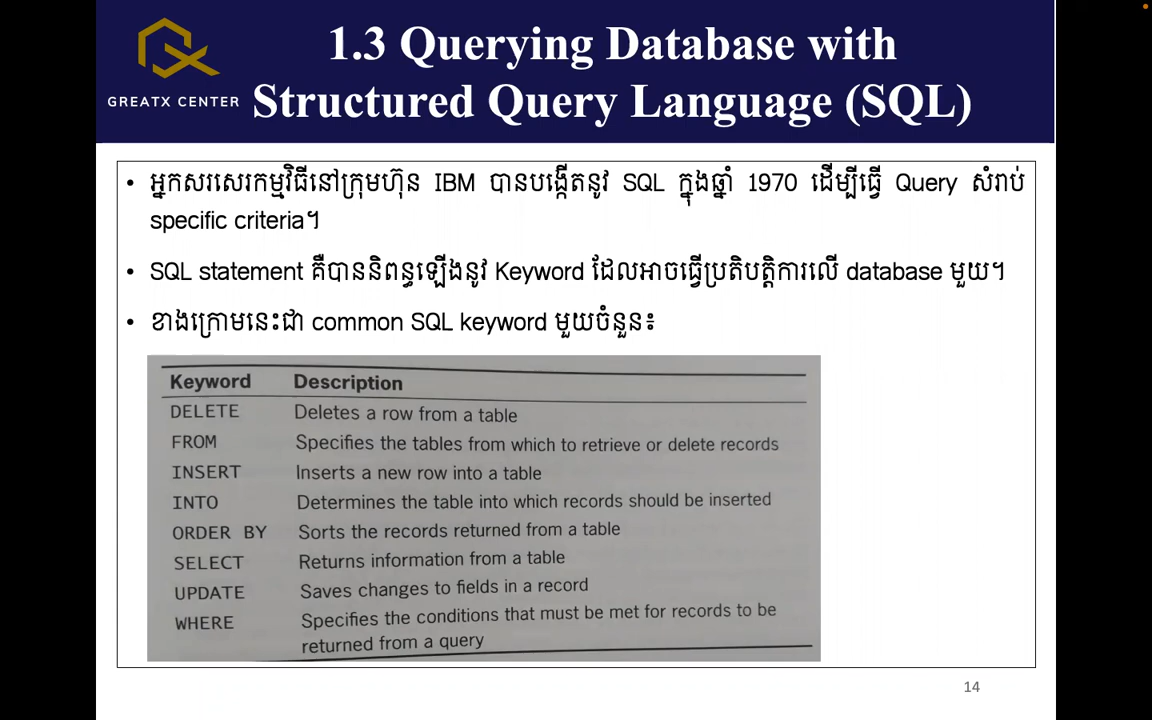 GREATX CENTER
1.3 Querying Database with
Structured Query Language (SQL)
• អ្នកសរសេរកម្មវិធីនៅក្រុមហ៊ុន IBM បានបង្កើតនូវ SQL ក្នុងឆ្នាំ 1970 ដើម្បីធ្វើ Query សំរាប់
specific criteria។
• SQL statement គឺបាននិពន្ធឡើងនូវ Keyword ដែលអាចធ្វើប្រតិបត្តិការលើ database មួយ។
• ខាងក្រោមនេះជា common SQL keyword មួយចំនួន៖
Keyword Description
DELETE Deletes a row from a table
FROM Specifies the tables from which to retrieve or delete records
INSERT Inserts a new row into a table
INTO Determines the table into which records should be inserted
ORDER BY Sorts the records returned from a table
SELECT Returns information from a table
UPDATE Saves changes to fields in a record
WHERE Specifies the conditions that must be met for records to be
returned from a query
14